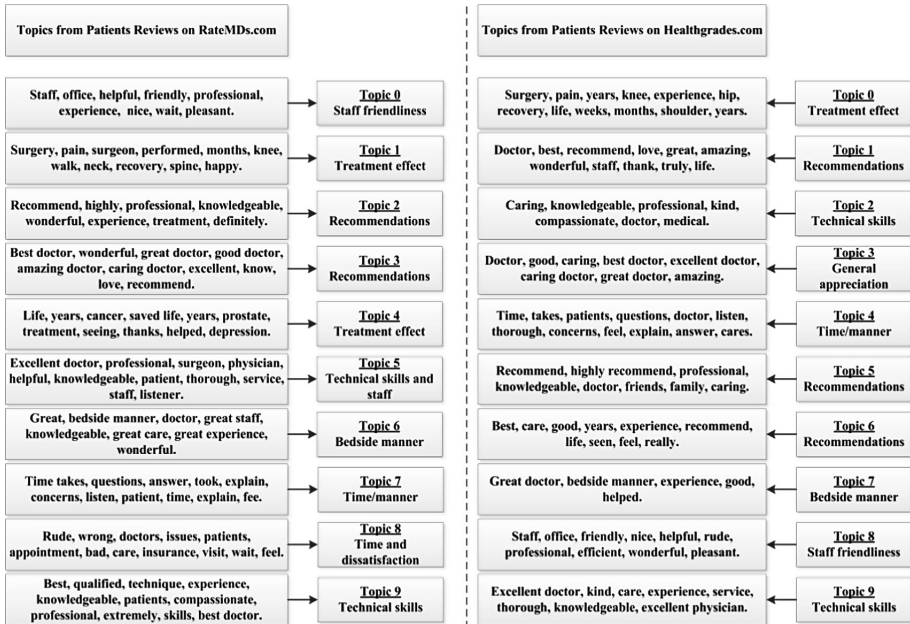 Topics from Patients Reviews on RateMDs.com
Staff, office, helpful, friendly, professional,
experience, nice, wait, pleasant.
Topic 0
Staff friendliness
Surgery, pain, surgeon, performed, months, knee,
walk, neck, recovery, spine, happy.
Topic 1
Treatment effect
Recommend, highly, professional, knowledgeable,
wonderful, experience, treatment, definitely.
Topic 2
Recommendations
Best doctor, wonderful, great doctor, good doctor,
amazing doctor, caring doctor, excellent, know,
love, recommend.
Topic 3
Recommendations
Life, years, cancer, saved life, years, prostate,
treatment, seeing, thanks, helped, depression.
Topic 4
Treatment effect
Excellent doctor, professional, surgeon, physician,
helpful, knowledgeable, patient, thorough, service,
staff, listener.
Topic 5
Technical skills and
staff
Great, bedside manner, doctor, great staff,
knowledgeable, great care, great experience,
wonderful.
Topic 6
Bedside manner
Time takes, questions, answer, took, explain,
concerns, listen, patient, time, explain, fee.
Topic 7
Time/manner
Rude, wrong, doctors, issues, patients,
appointment, bad, care, insurance, visit, wait, feel.
Topic 8
Time and
dissatisfaction
Best, qualified, technique, experience,
knowledgeable, patients, compassionate,
professional, extremely, skills, best doctor.
Topic 9
Technical skills
Topics from Patients Reviews on Healthgrades.com
Surgery, pain, years, knee, experience, hip,
recovery, life, weeks, months, shoulder, years.
Topic 0
Treatment effect
Doctor, best, recommend, love, great, amazing,
wonderful, staff, thank, truly, life.
Topic 1
Recommendations
Caring, knowledgeable, professional, kind,
compassionate, doctor, medical.
Topic 2
Technical skills
Doctor, good, caring, best doctor, excellent doctor,
caring doctor, great doctor, amazing.
Topic 3
General
appreciation
Time, takes, patients, questions, doctor, listen,
thorough, concerns, feel, explain, answer, cares.
Topic 4
Time/manner
Recommend, highly recommend, professional,
knowledgeable, doctor, friends, family, caring.
Topic 5
Recommendations
Best, care, good, years, experience, recommend,
life, seen, feel, really.
Topic 6
Recommendations
Great doctor, bedside manner, experience, good,
helped.
Topic 7
Bedside manner
Staff, office, friendly, nice, helpful, rude,
professional, efficient, wonderful, pleasant.
Topic 8
Staff friendliness
Excellent doctor, kind, care, experience, service,
thorough, knowledgeable, excellent physician.
Topic 9
Technical skills